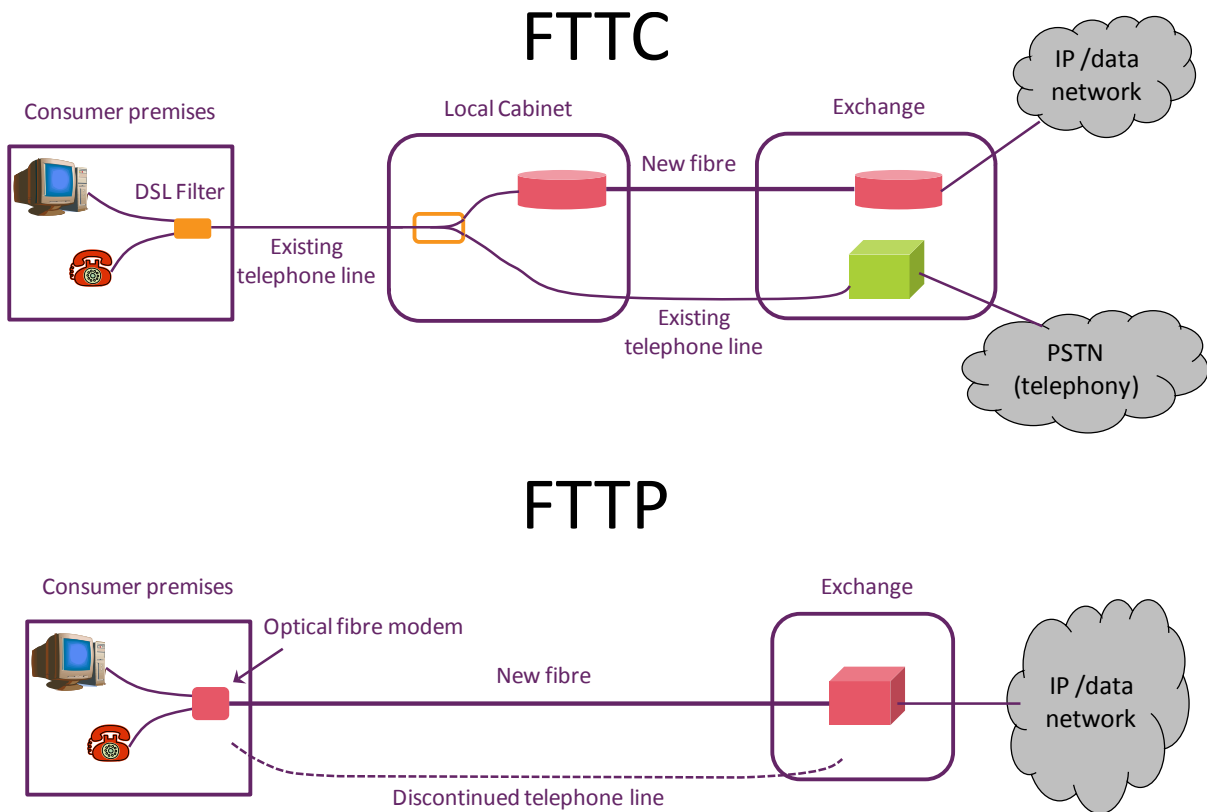 FTTC
IP /data
network
Consumer premises
Local Cabinet
Exchange
New fibre
DSL Filter
Existing
telephone line
Existing
telephone line
PSTN
(telephony)
FTTP
Consumer premises
Exchange
Optical fibre modem
New fibre
IP /data
network
Discontinued telephone line